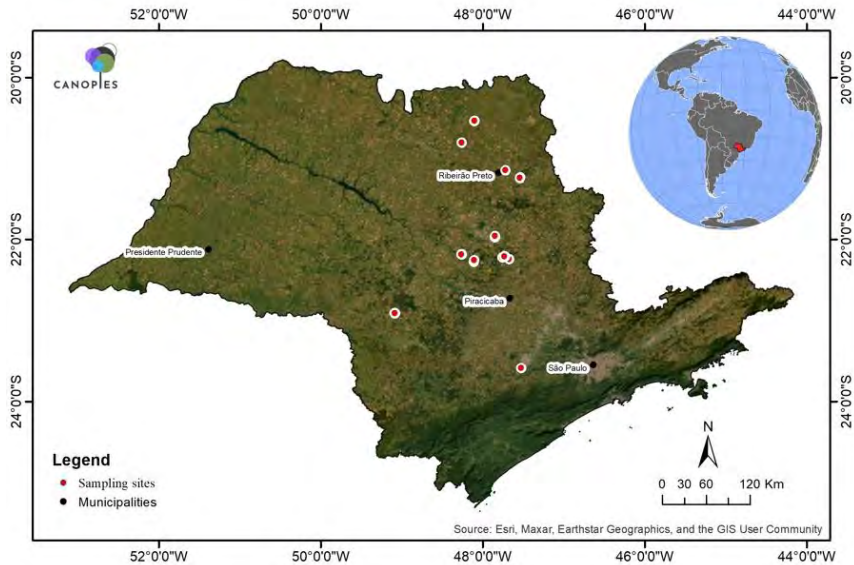 52°0'0"W 50°0'0"W 48°0'0"W 46°0'0"W 44°0'0"W
CANOPIES
20°0'0"S
20°0'0"S
Ribeirão Preto
22°0'0"S
22°0'0"S
Presidente Prudente
Piracicaba
São Paulo
24°0'0"S
24°0'0"S
N
Legend
Sampling sites
Municipalities
0 30 60 120 Km
Source: Esri, Maxar, Earthstar Geographics, and the GIS User Community
52°0'0"W 50°0'0"W 48°0'0"W 46°0'0"W 44°0'0"W